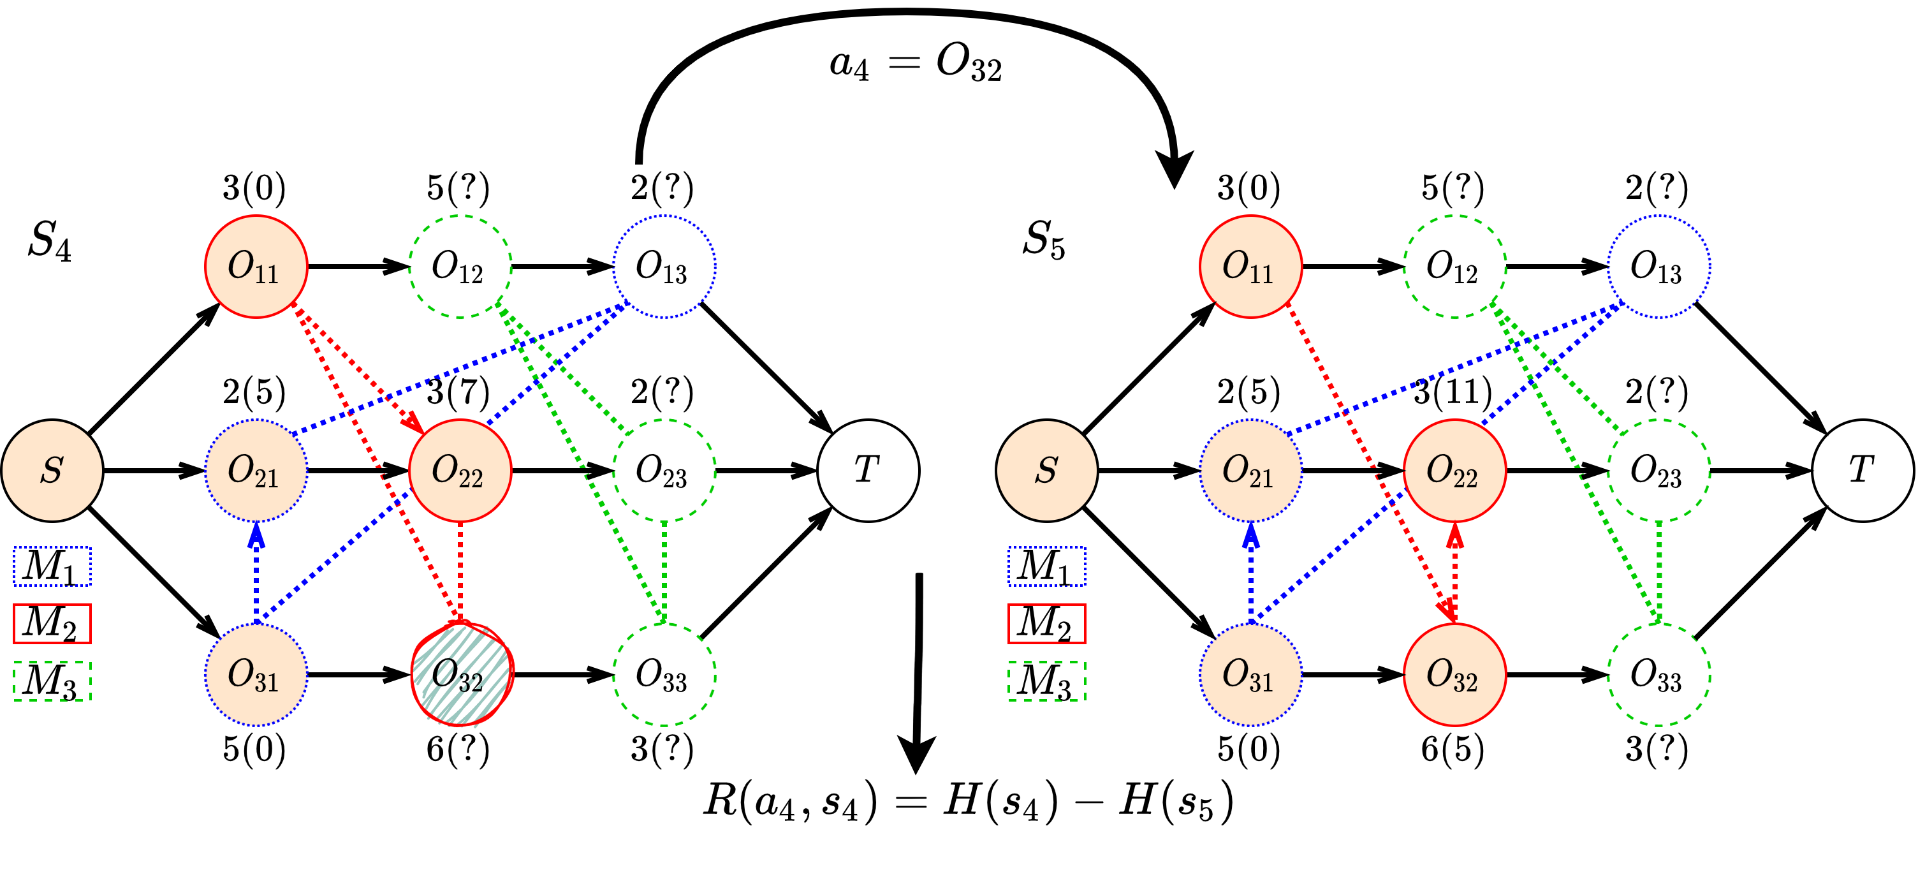 a₄ = O₃₂
S₄
3(0) 5(?) 2(?)
O₁₁ O₁₂ O₁₃
2(5) 3(7) 2(?)
S O₂₁ O₂₂ O₂₃ T
M₁
M₂
M₃
O₃₁ O₃₂ O₃₃
5(0) 6(?) 3(?)
S₅
3(0) 5(?) 2(?)
O₁₁ O₁₂ O₁₃
2(5) 3(11) 2(?)
S O₂₁ O₂₂ O₂₃ T
M₁
M₂
M₃
O₃₁ O₃₂ O₃₃
5(0) 6(5) 3(?)
R(a₄, s₄) = H(s₄) − H(s₅)